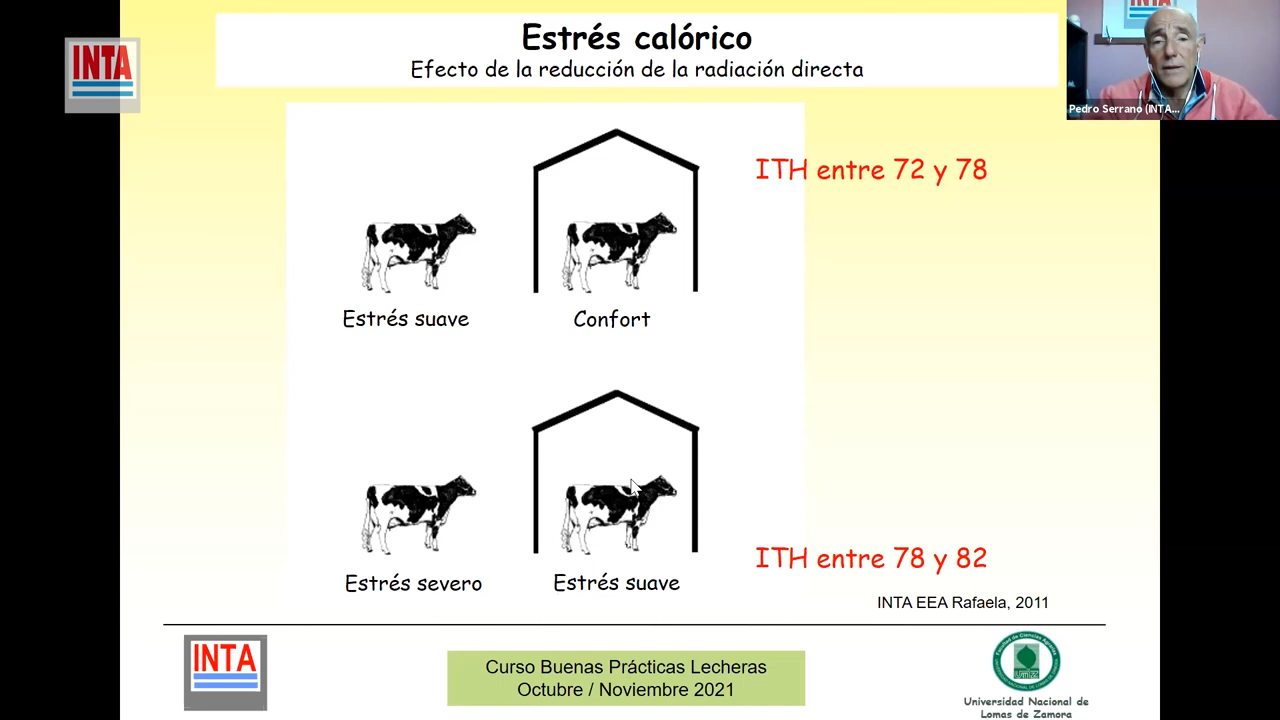 Estrés calórico
Efecto de la reducción de la radiación directa
INTA
INTA
Pedro Serrano (INTA...
ITH entre 72 y 78
Estrés suave
Confort
Estrés severo
Estrés suave
ITH entre 78 y 82
INTA EEA Rafaela, 2011
INTA
Curso Buenas Prácticas Lecheras
Octubre / Noviembre 2021
Universidad Nacional de
Lomas de Zamora